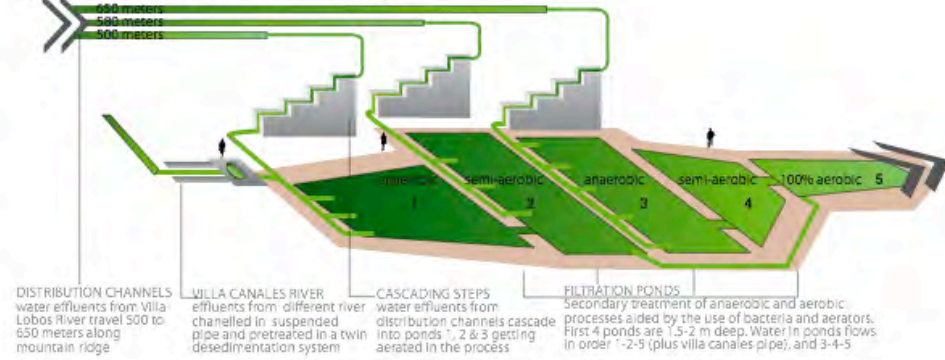 650 meters
580 meters
500 meters
anaerobic semi-aerobic anaerobic semi-aerobic 100% aerobic 5
1 2 3 4
DISTRIBUTION CHANNELS
water effluents from Villa
Lobos River travel 500 to
650 meters along
mountain ridge
VILLA CANALES RIVER
effluents from different river
chanelled in suspended
pipe and pretreated in a twin
desedimentation system
CASCADING STEPS
water effluents from
distribution channels cascade
into ponds 1, 2 & 3 getting
aerated in the process
FILTRATION PONDS
Secondary treatment of anaerobic and aerobic
processes aided by the use of bacteria and aerators.
First 4 ponds are 1.5-2 m deep. Water in ponds flows
in order 1-2-5 (plus villa canales pipe), and 3-4-5